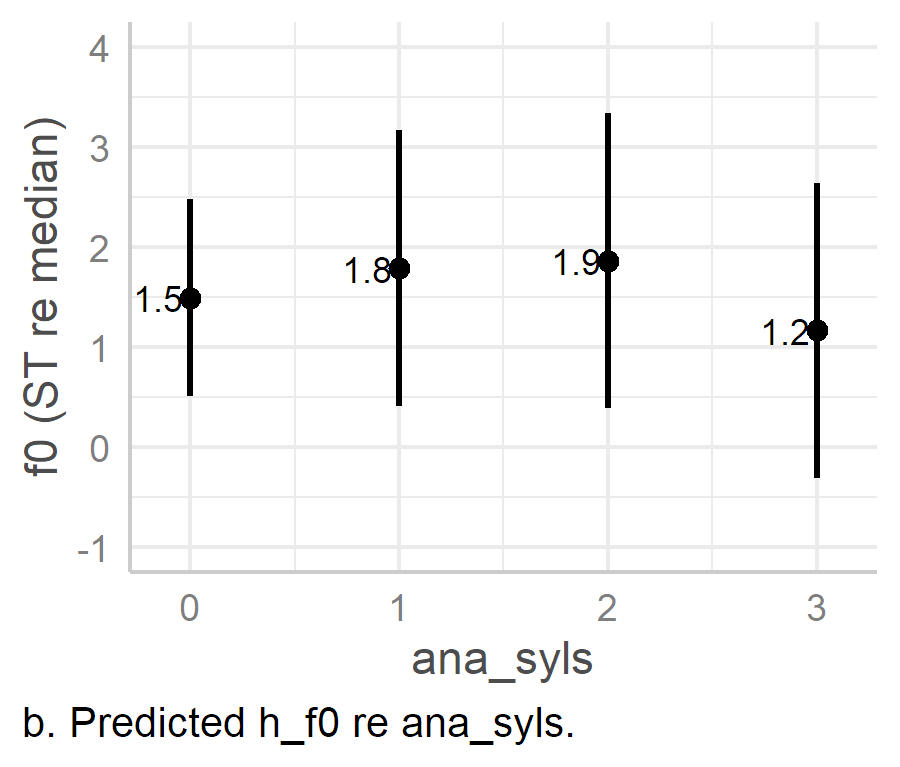 4
3
2
1
0
-1
f0 (ST re median)
1.5
1.8
1.9
1.2
0 1 2 3
ana_syls
b. Predicted h_f0 re ana_syls.